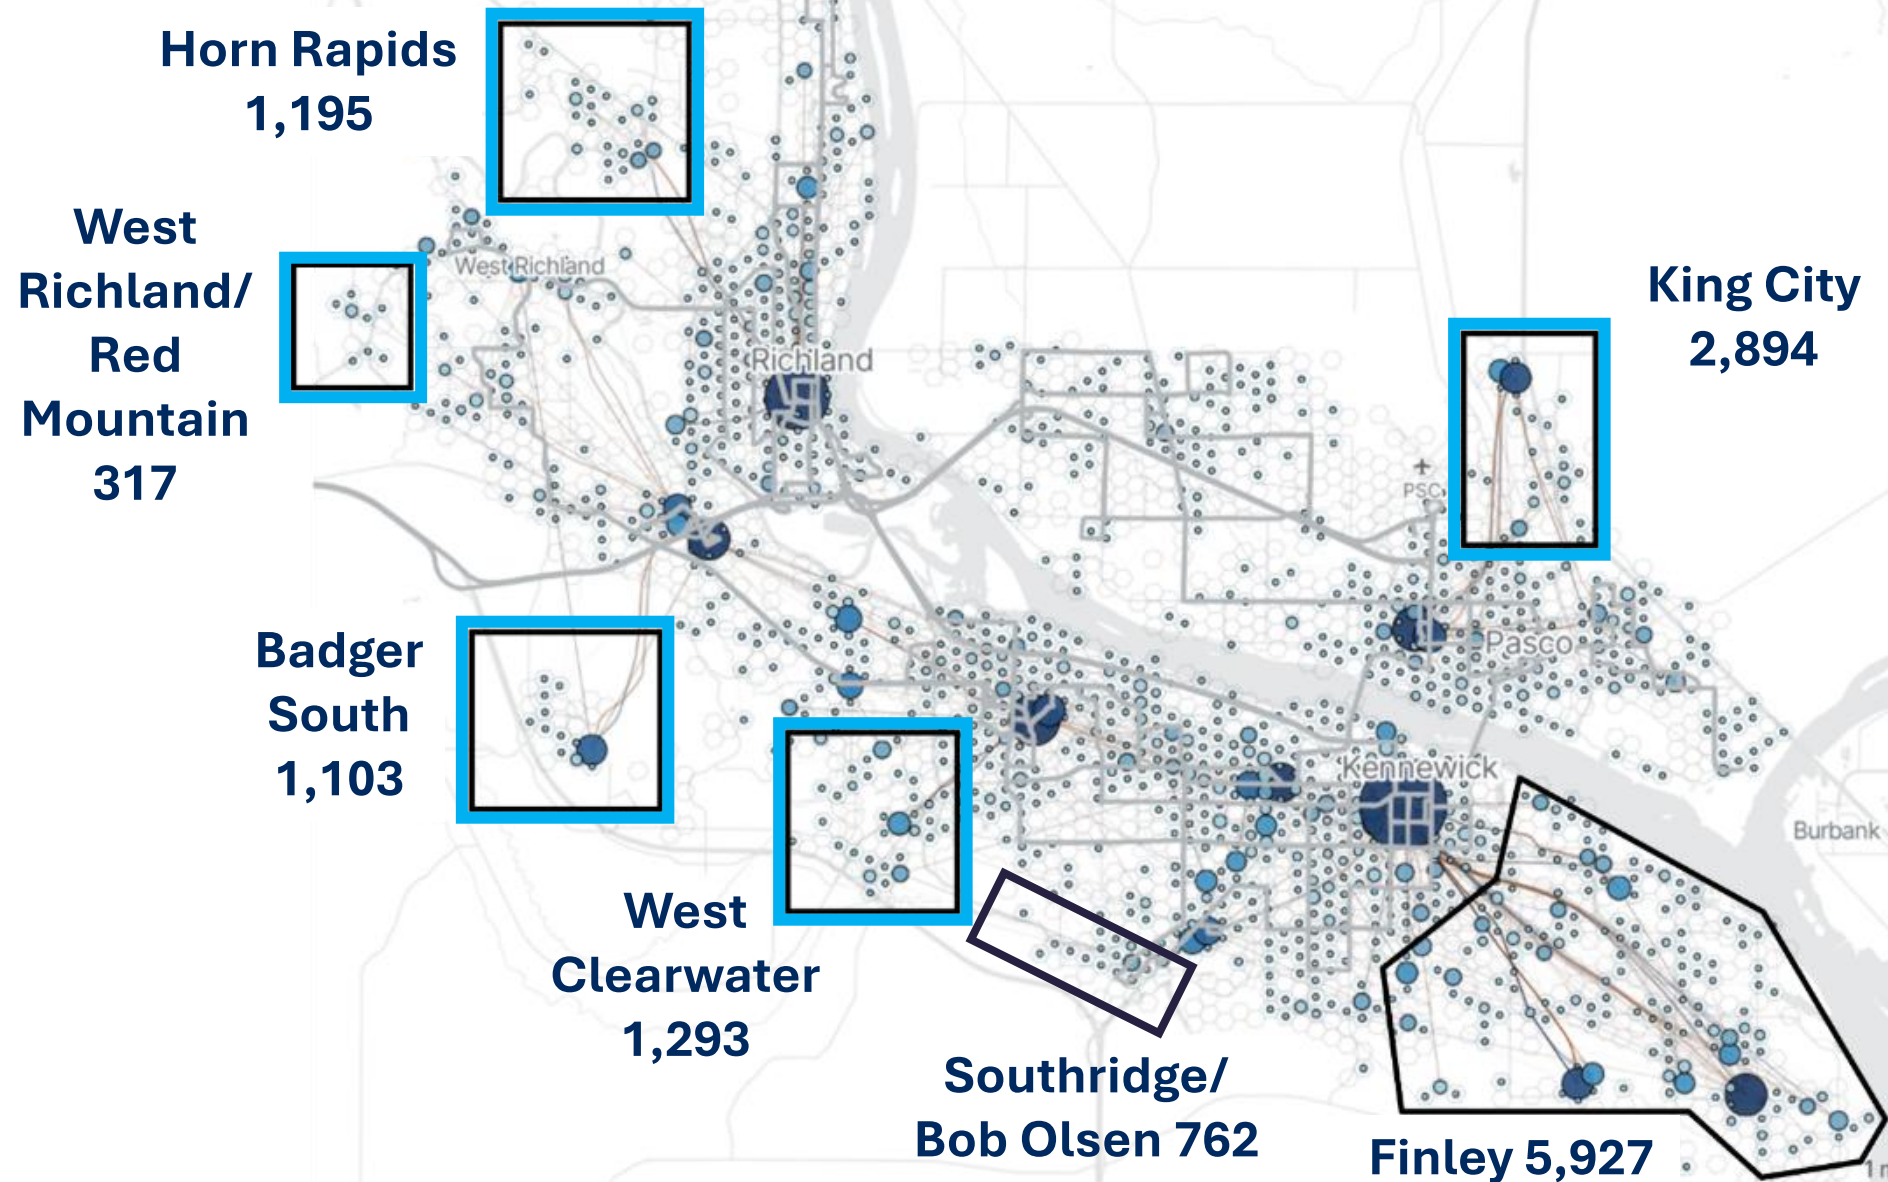 Horn Rapids
1,195
West
Richland/
Red
Mountain
317
West Richland
Richland
King City
2,894
PSC
Badger
South
1,103
Pasco
Kennewick
Burbank
West
Clearwater
1,293
Southridge/
Bob Olsen 762
Finley 5,927